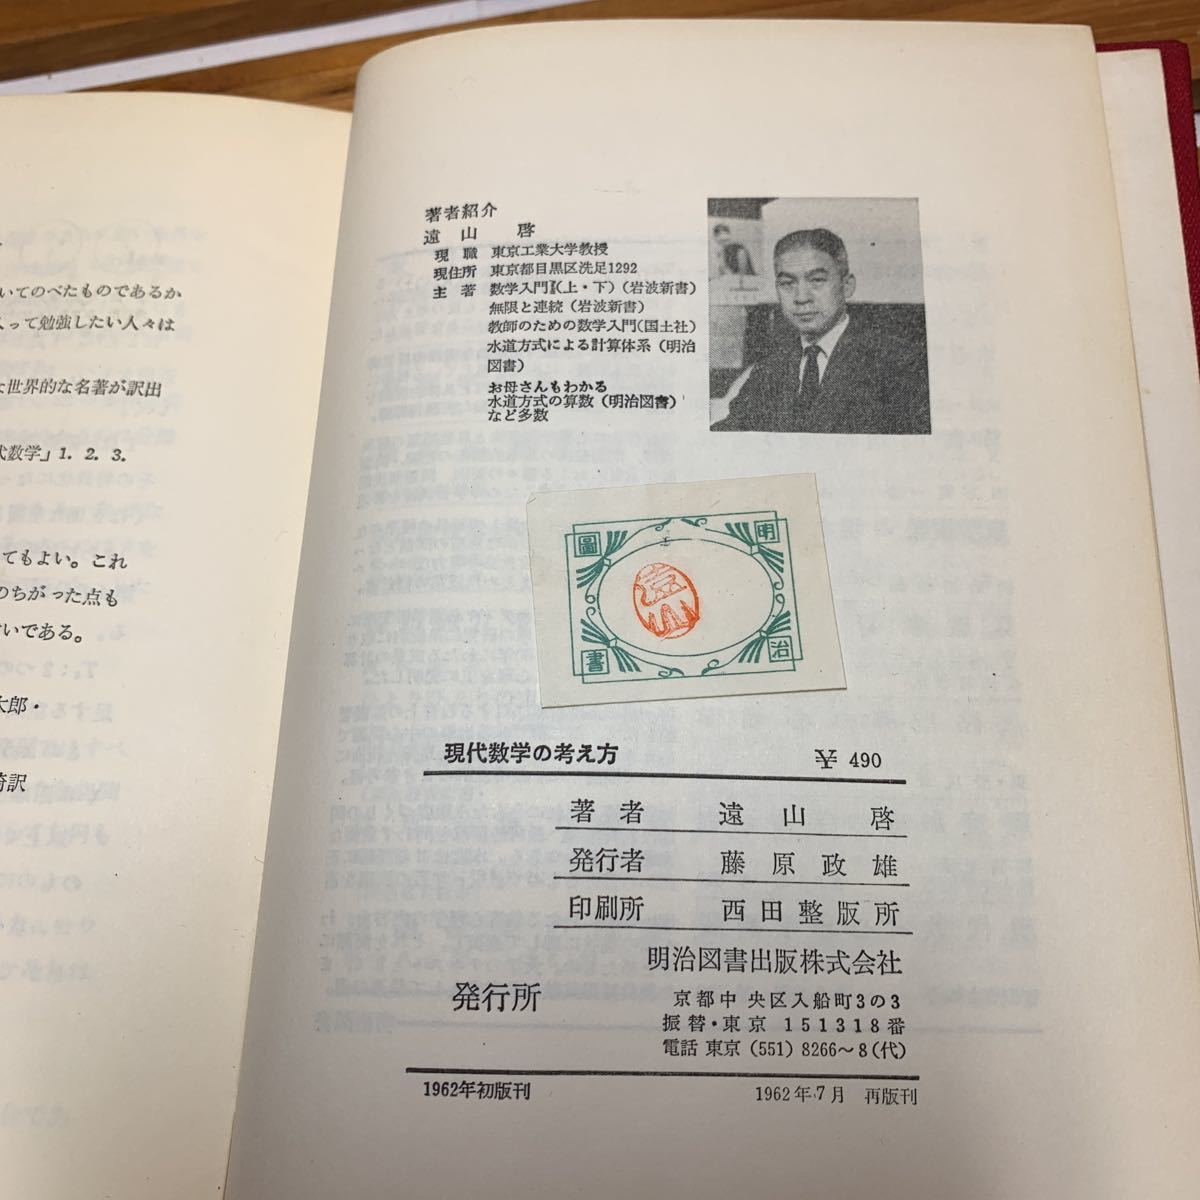 いてのべたものであるか
って勉強したい人々は
な世界的な名著が訳出
代数学」1. 2. 3.
てもよい。これ
のちがった点も
いである。
太郎・
訳
著者紹介
遠山 啓
現職 東京工業大学教授
現住所 東京都目黒区洗足1292
主著 数学入門(上・下)(岩波新書)
無限と連続(岩波新書)
教師のための数学入門(国土社)
水道方式による計算体系(明治
図書)
お母さんもわかる
水道方式の算数(明治図書)
など多数
明
治
圖
書
遠山
現代数学の考え方 ¥ 490
著者 遠山 啓
発行者 藤原政雄
印刷所 西田整版所
発行所 明治図書出版株式会社
京都中 央区入船町3の3
振替・東京 151318番
電話 東京(551)8266~8(代)
1962年初版刊 1962年7月 再版刊